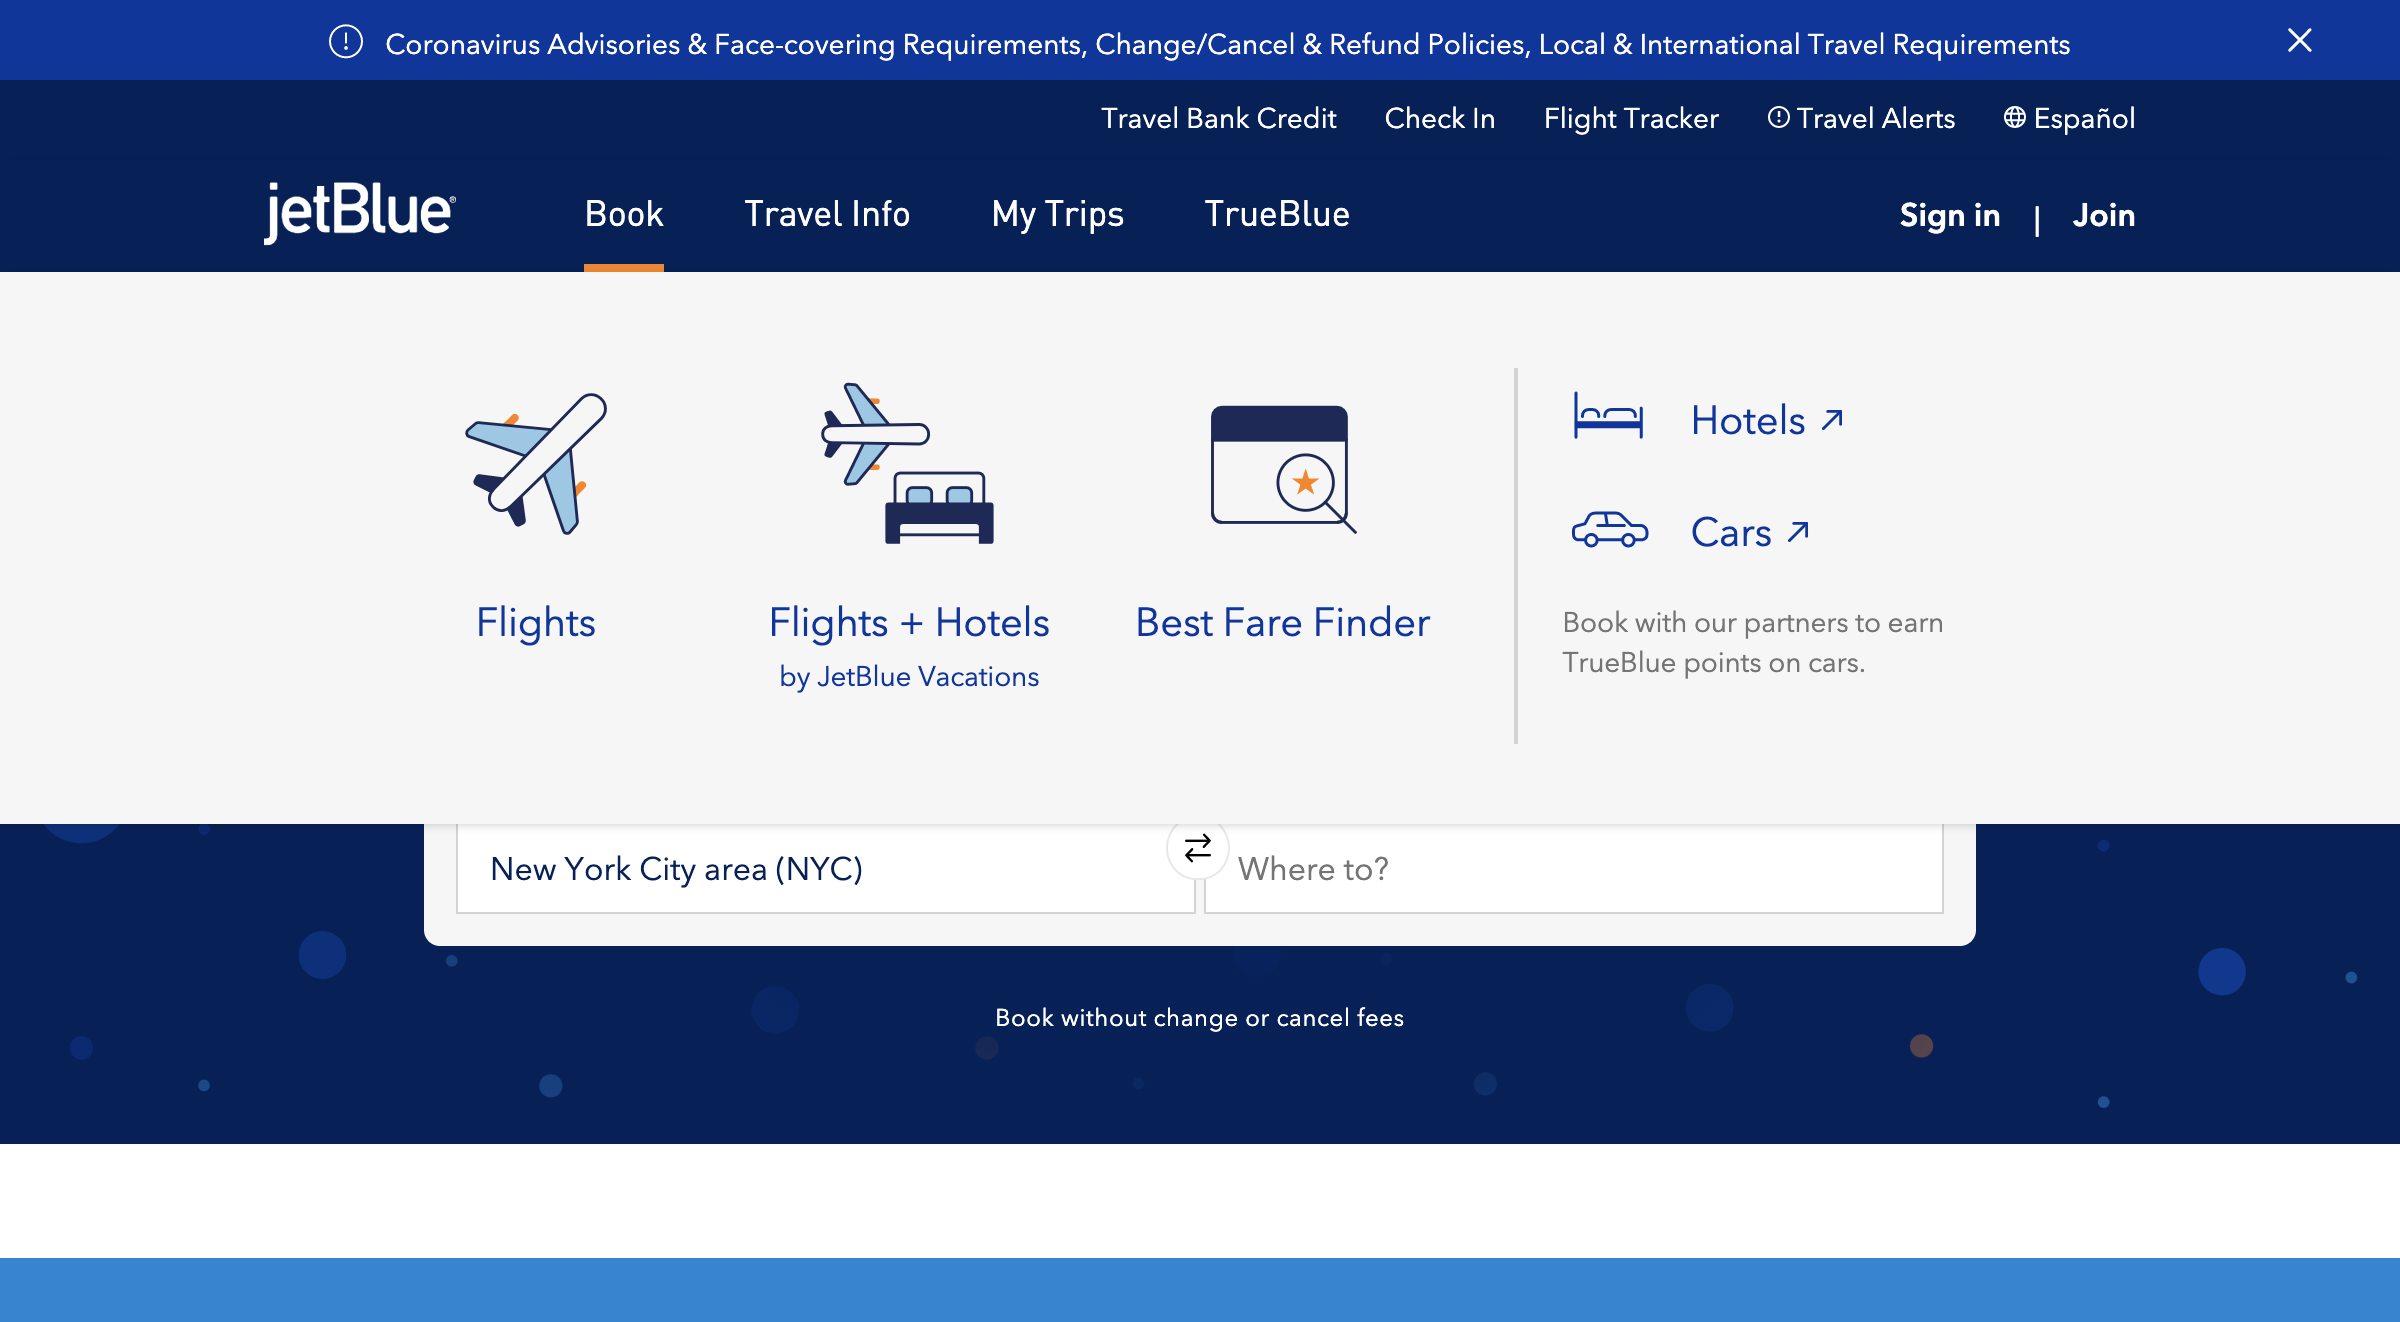 Coronavirus Advisories & Face-covering Requirements, Change/Cancel & Refund Policies, Local & International Travel Requirements
Travel Bank Credit Check In Flight Tracker Travel Alerts Español
jetBlue® Book Travel Info My Trips TrueBlue Sign in | Join
Hotels
Cars
Flights
Flights + Hotels
by JetBlue Vacations
Best Fare Finder
Book with our partners to earn
TrueBlue points on cars.
New York City area (NYC)
Where to?
Book without change or cancel fees